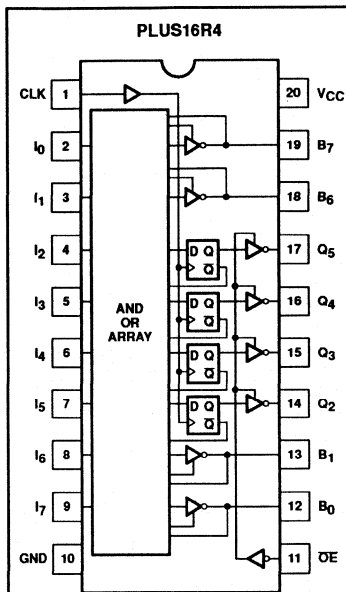 PLUS16R4
CLK 1 20 VCC
I0 2 19 B7
I1 3 18 B6
I2 4 D Q Q̅ 17 Q5
I3 5 D Q Q̅ 16 Q4
AND
OR
ARRAY
I4 6 D Q Q̅ 15 Q3
I5 7 D Q Q̅ 14 Q2
I6 8 13 B1
I7 9 12 B0
GND 10 11 O̅E̅